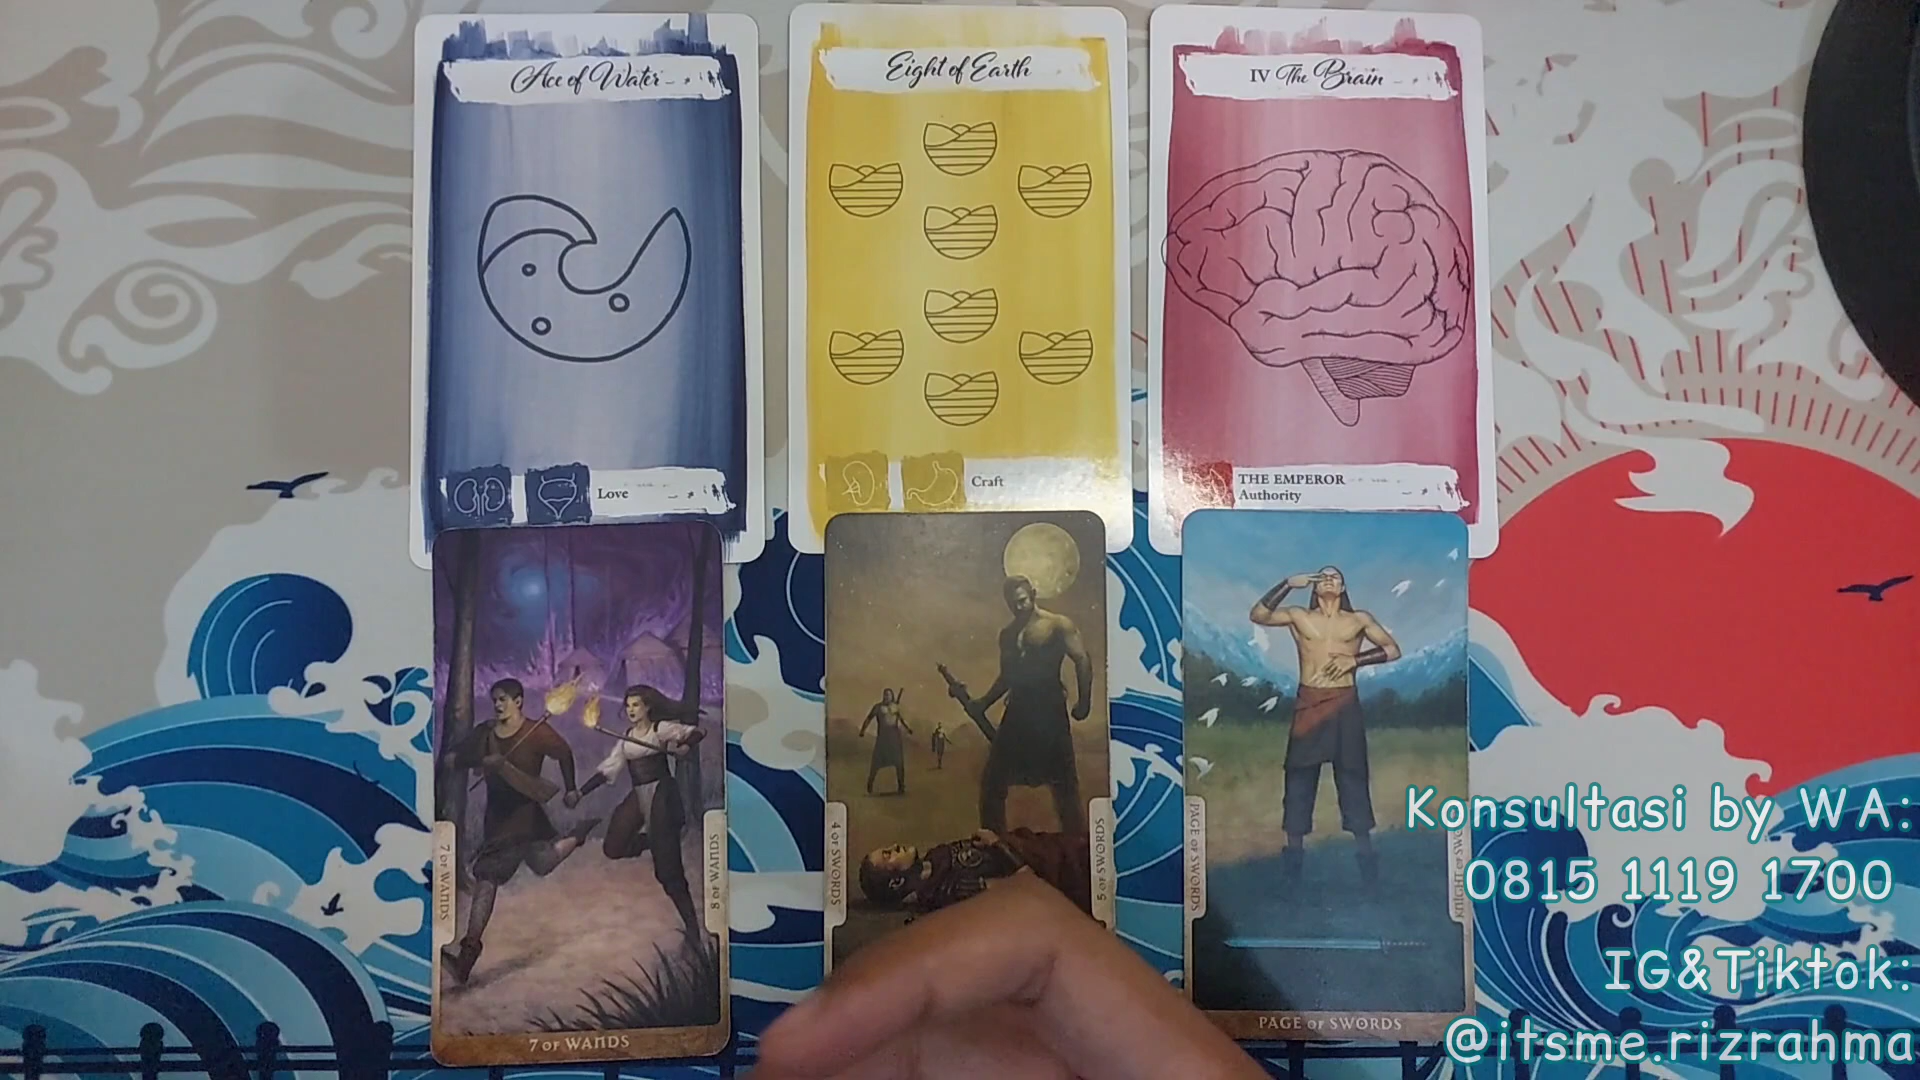 Ace of Water
Love
Eight of Earth
Craft
IV The Brain
THE EMPEROR
Authority
7 OF WANDS
8 OF WANDS
7 OF WANDS
4 OF SWORDS
5 OF SWORDS
PAGE OF SWORDS
KNIGHT OF SWO
PAGE OF SWORDS
Konsultasi by WA:
0815 1119 1700
IG&Tiktok:
@itsme.rizrahma